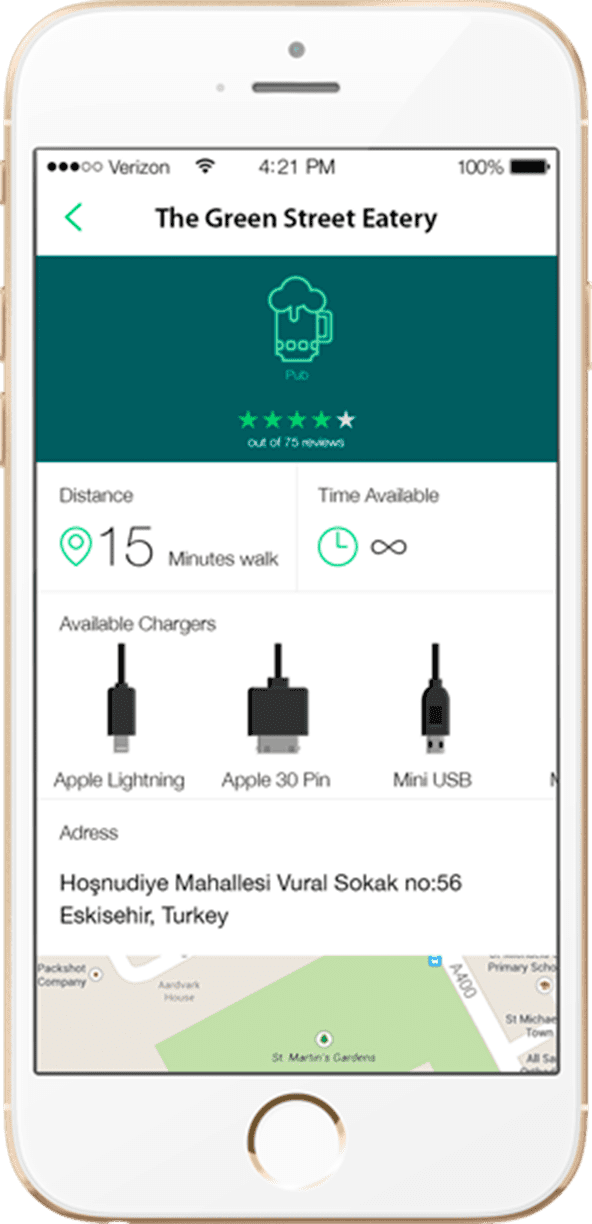 Verizon 4:21 PM 100%
The Green Street Eatery
Pub
out of 75 reviews
Distance
Time Available
15 Minutes walk
∞
Available Chargers
Apple Lightning Apple 30 Pin Mini USB
Adress
Hoşnudiye Mahallesi Vural Sokak no:56
Eskisehir, Turkey
Packshot
Company
Aardvark
House
A400
Primary Scho
St Michae
Town
St. Martin's Gardens
All Sa